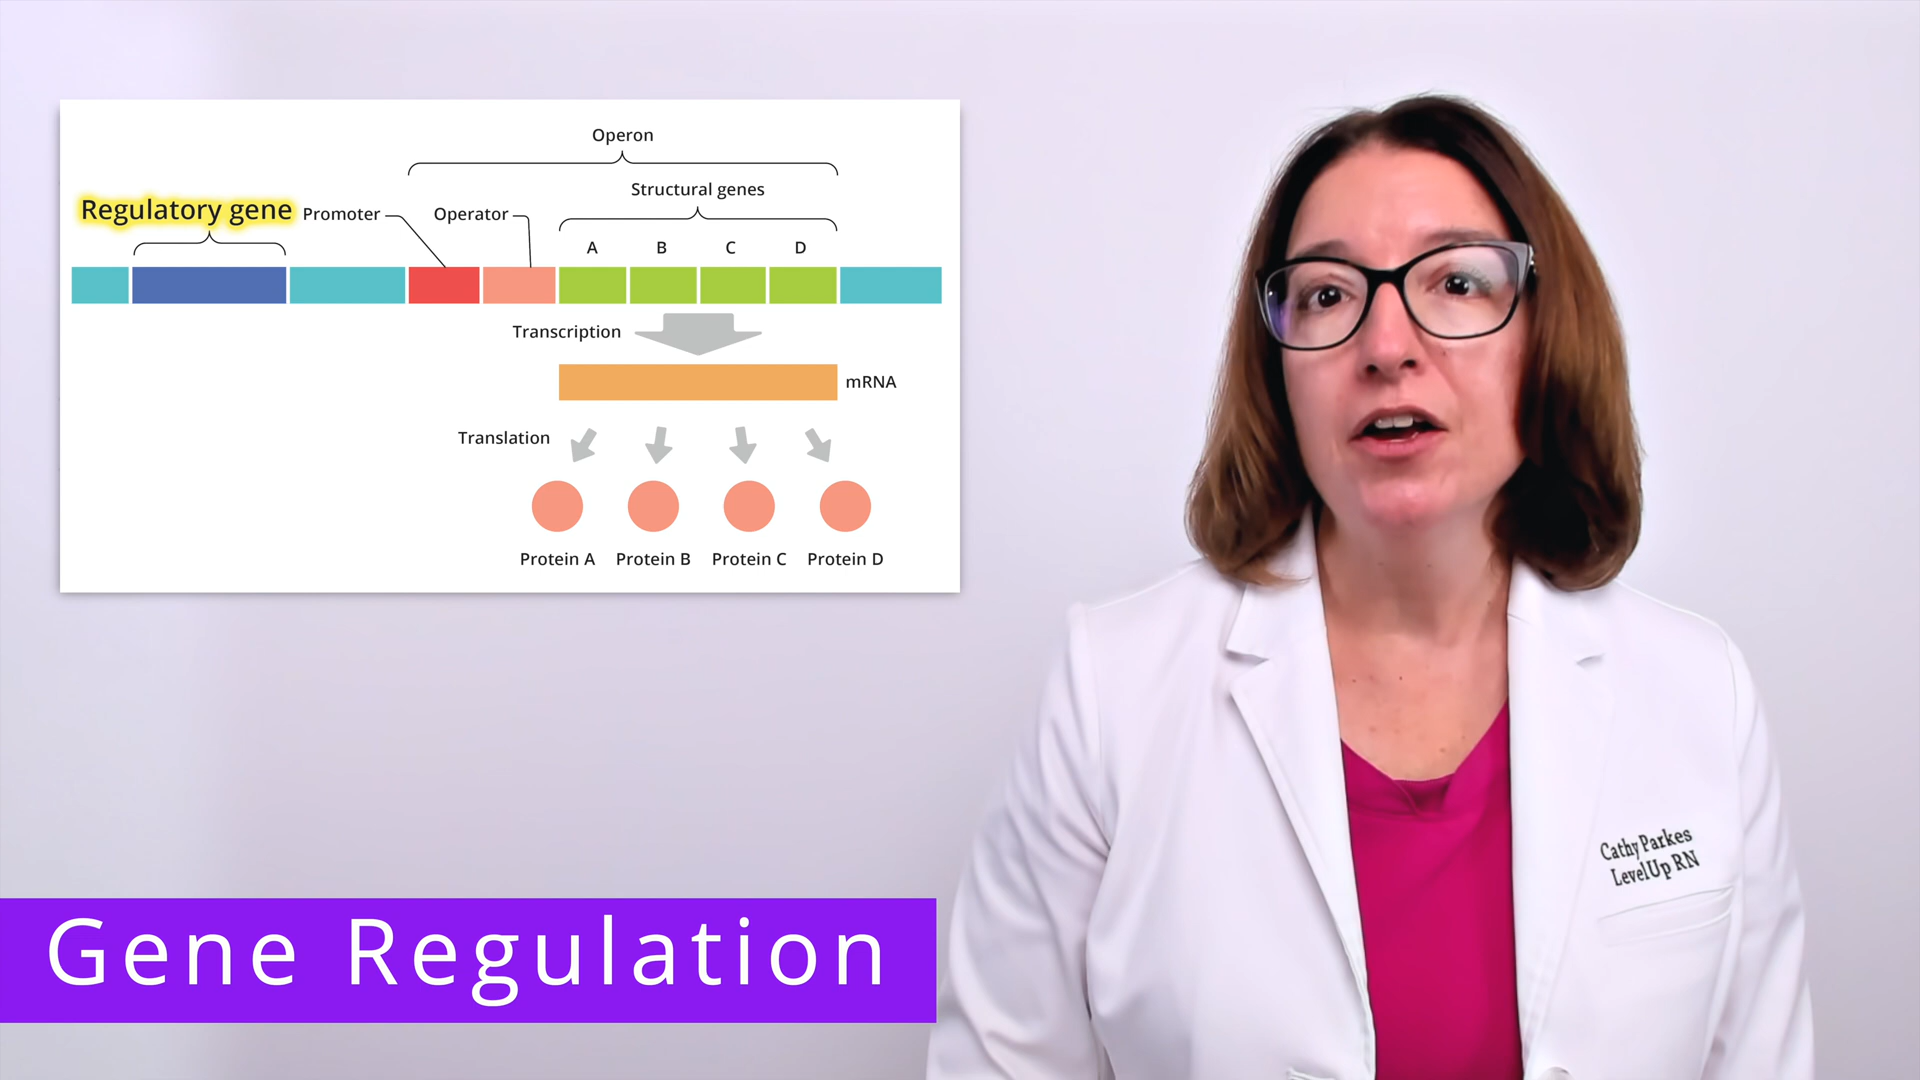 Operon
Structural genes
Regulatory gene Promoter Operator
A B C D
Transcription
mRNA
Translation
Protein A Protein B Protein C Protein D
Cathy Parkes
LevelUp RN
Gene Regulation